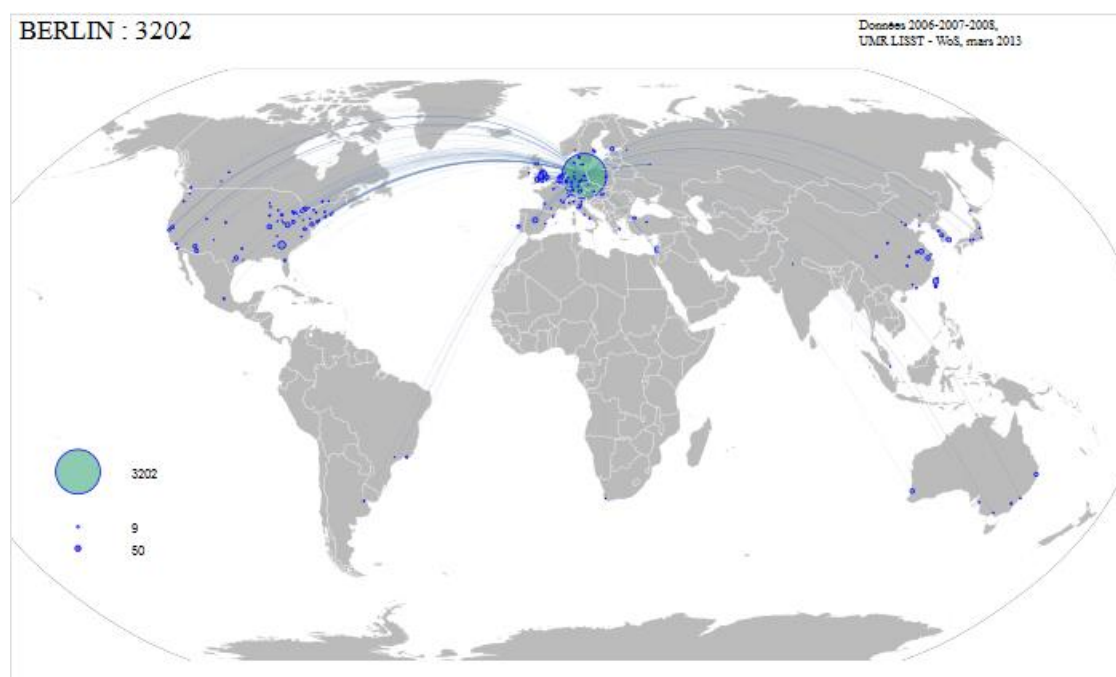 BERLIN : 3202
Données 2006-2007-2008,
UMR LISST - WoS, mars 2013
3202
9
50